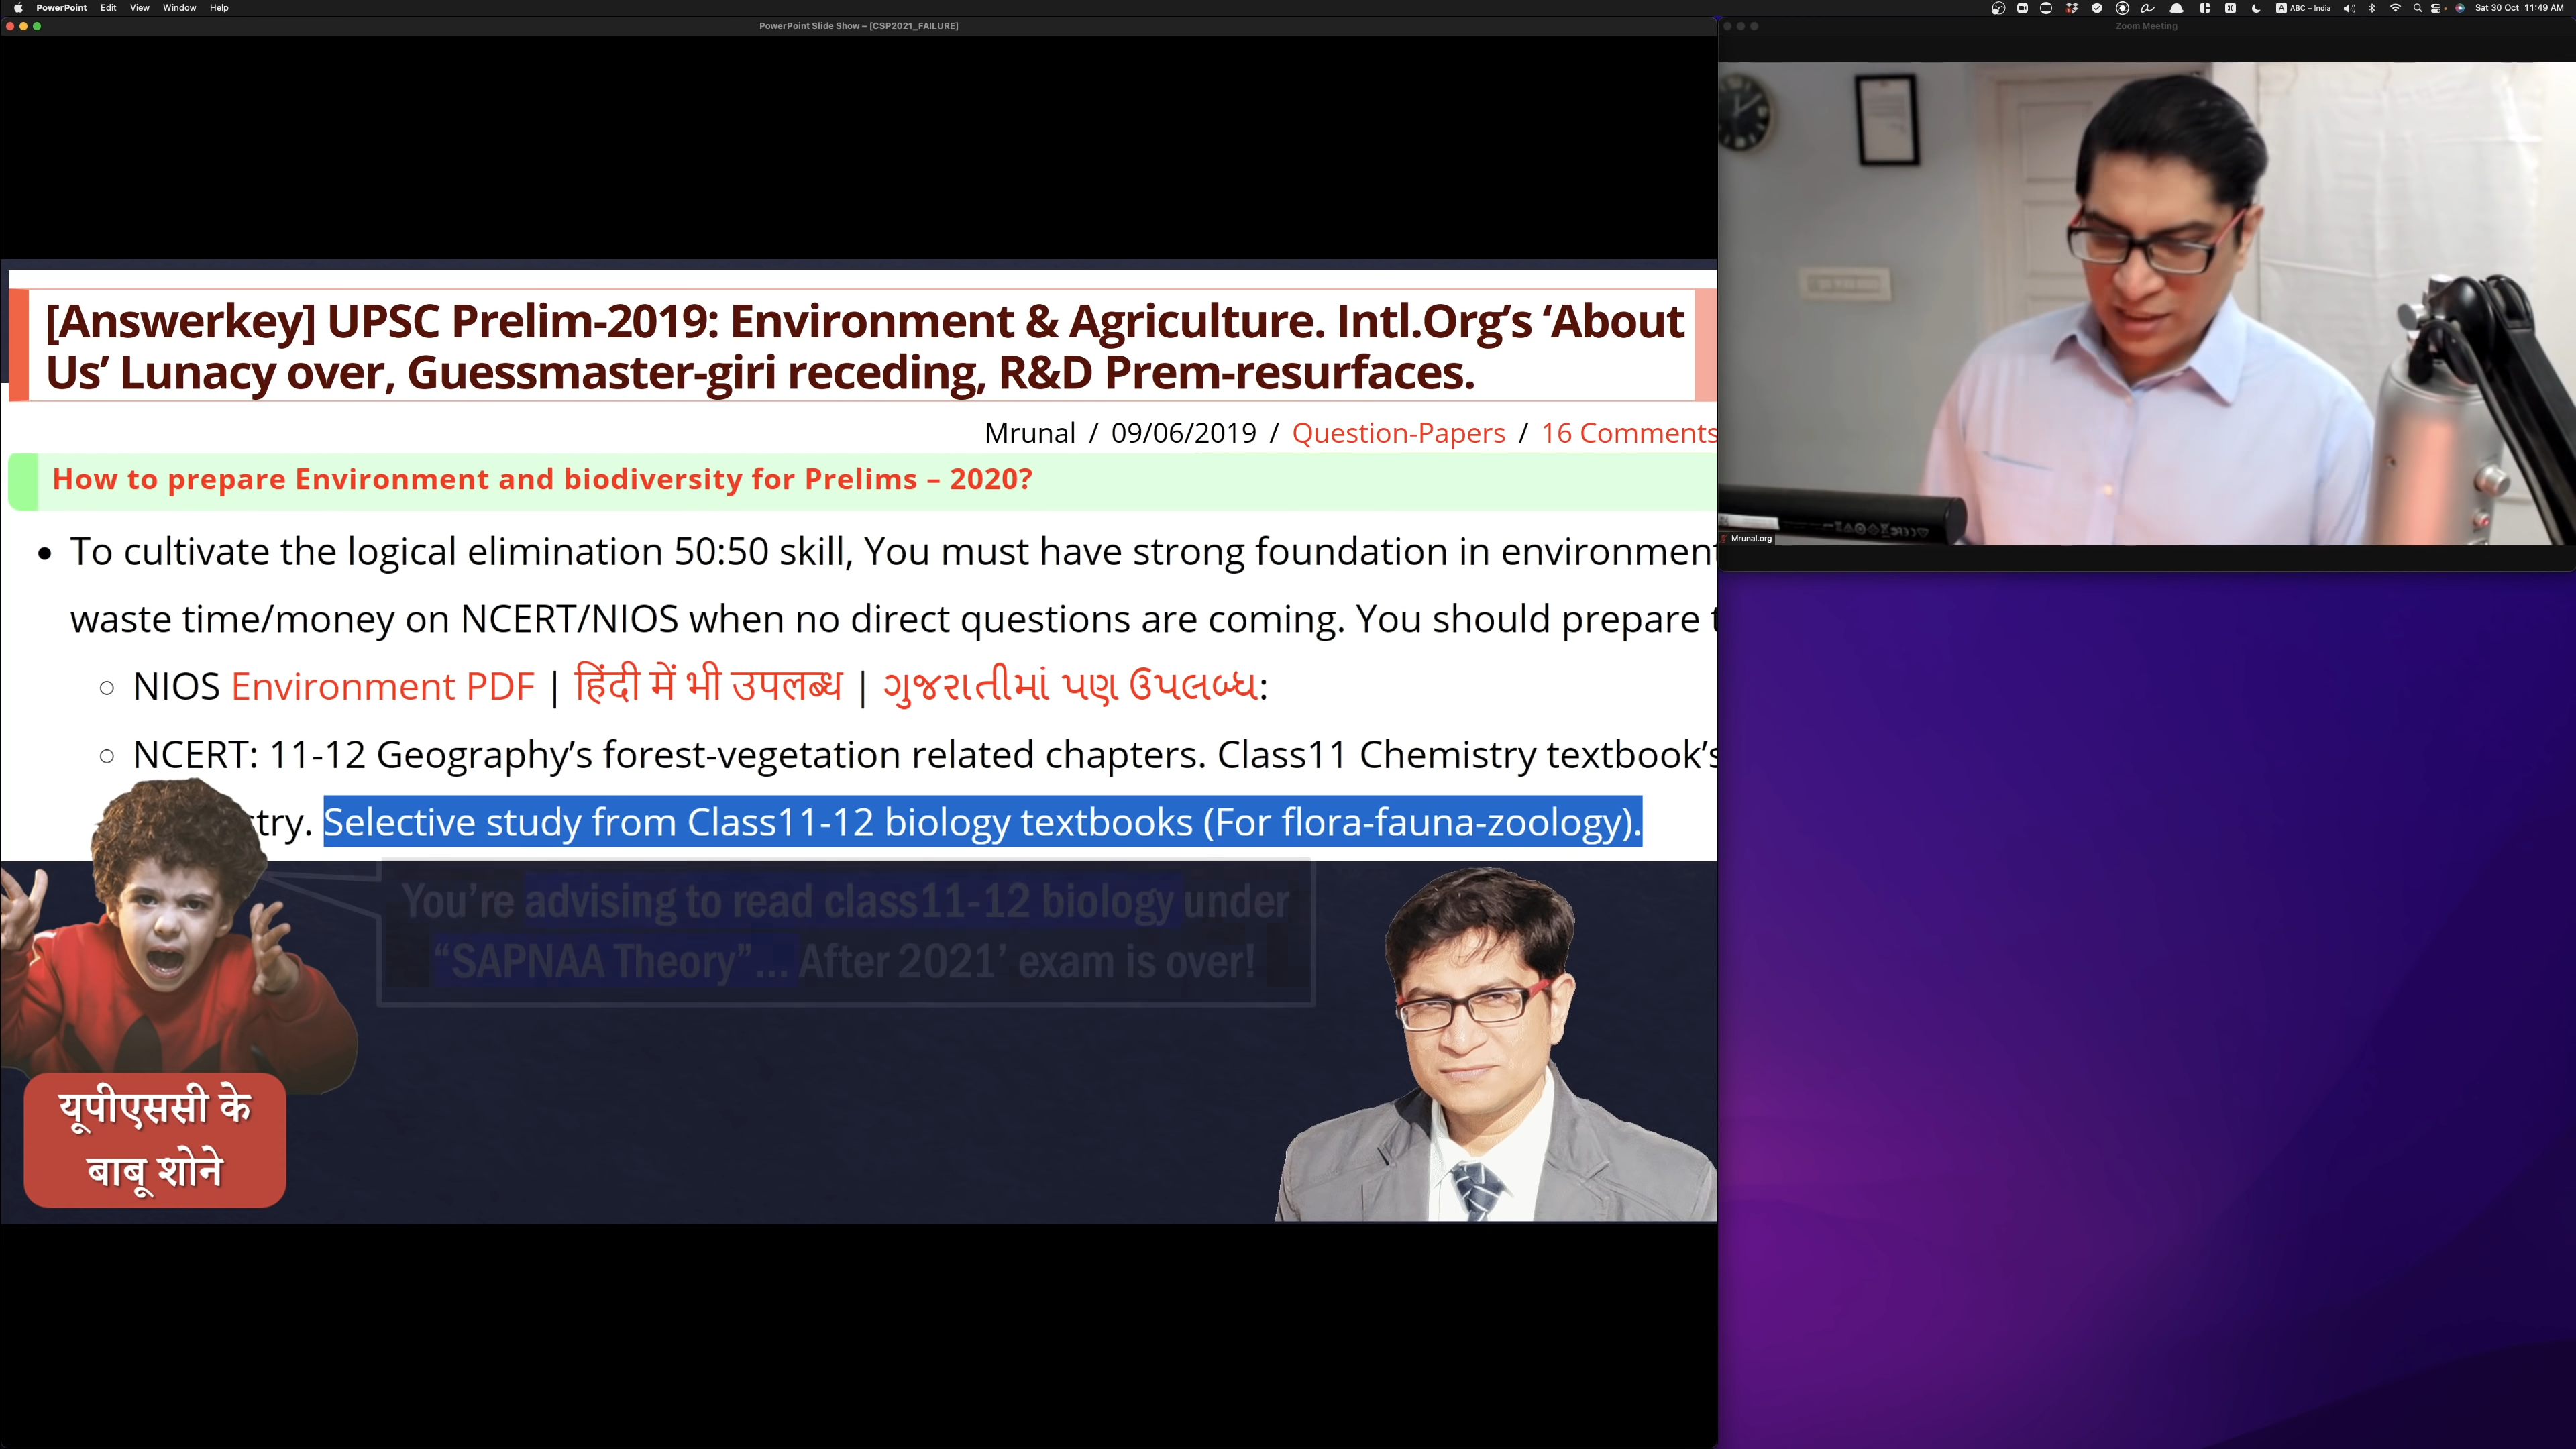 PowerPoint Edit View Window Help
ABC – India
Sat 30 Oct 11:49 AM
PowerPoint Slide Show – [CSP2021_FAILURE]
Zoom Meeting
[Answerkey] UPSC Prelim-2019: Environment & Agriculture. Intl.Org’s ‘About
Us’ Lunacy over, Guessmaster-giri receding, R&D Prem-resurfaces.
Mrunal / 09/06/2019 / Question-Papers / 16 Comments
How to prepare Environment and biodiversity for Prelims – 2020?
To cultivate the logical elimination 50:50 skill, You must have strong foundation in environment
waste time/money on NCERT/NIOS when no direct questions are coming. You should prepare t
NIOS Environment PDF | हिंदी में भी उपलब्ध | ગુજરાતીમાં પણ ઉપલબ્ધ:
NCERT: 11-12 Geography’s forest-vegetation related chapters. Class11 Chemistry textbook’s
stry. Selective study from Class11-12 biology textbooks (For flora-fauna-zoology).
You’re advising to read class11-12 biology under
“SAPNAA Theory”... After 2021’ exam is over!
यूपीएससी के
बाबू शोने
Mrunal.org